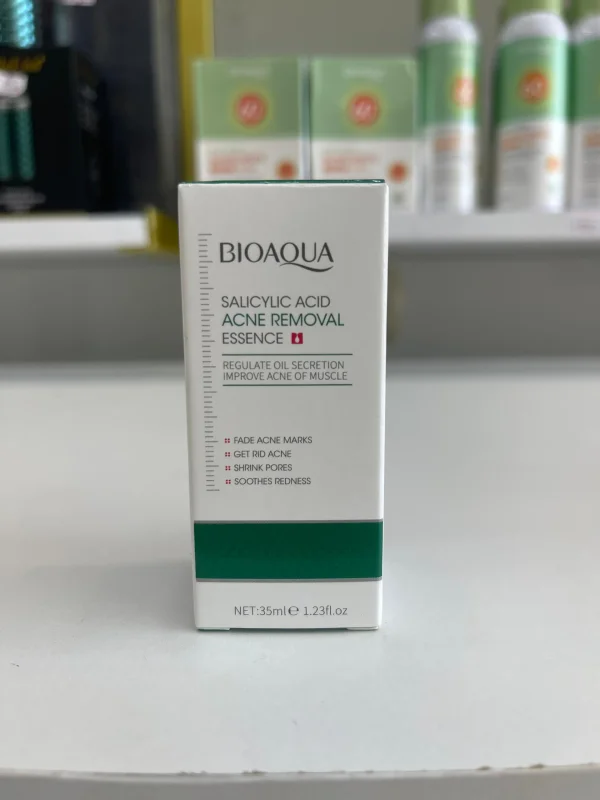 BIOAQUA
SALICYLIC ACID
ACNE REMOVAL
ESSENCE
REGULATE OIL SECRETION
IMPROVE ACNE OF MUSCLE
FADE ACNE MARKS
GET RID ACNE
SHRINK PORES
SOOTHES REDNESS
NET:35ml℮ 1.23fl.oz